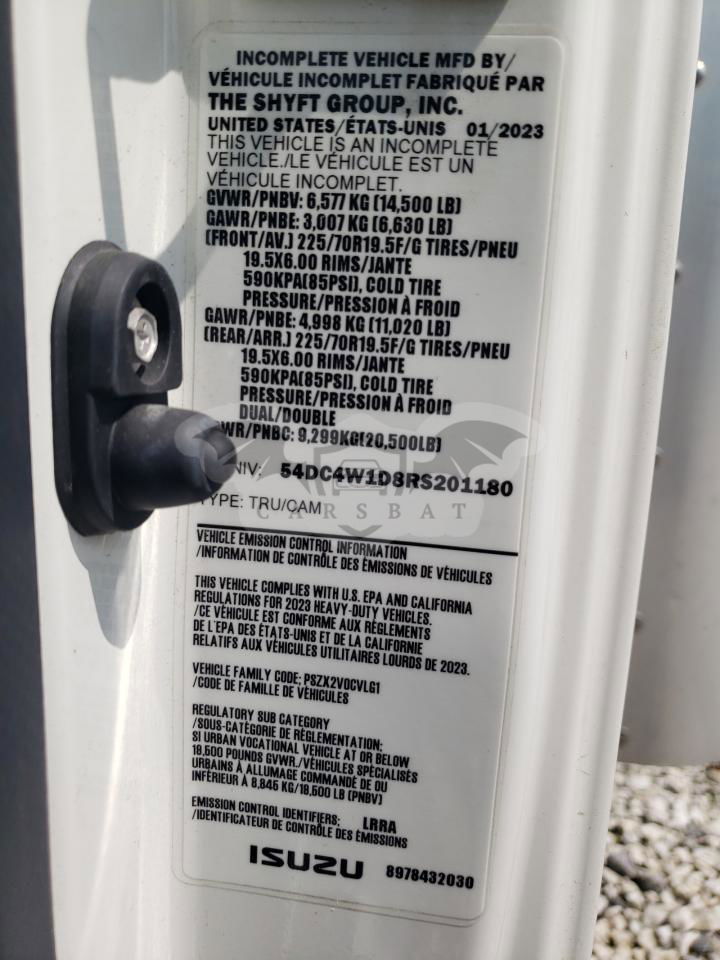 INCOMPLETE VEHICLE MFD BY/
VÉHICULE INCOMPLET FABRIQUÉ PAR
THE SHYFT GROUP, INC.
UNITED STATES/ÉTATS-UNIS 01/2023
THIS VEHICLE IS AN INCOMPLETE
VEHICLE./LE VÉHICULE EST UN
VÉHICULE INCOMPLET.
GVWR/PNBV: 6,577 KG (14,500 LB)
GAWR/PNBE: 3,007 KG (6,630 LB)
(FRONT/AV.) 225/70R19.5F/G TIRES/PNEU
19.5X6.00 RIMS/JANTE
590KPA(85PSI), COLD TIRE
PRESSURE/PRESSION À FROID
GAWR/PNBE: 4,998 KG (11,020 LB)
(REAR/ARR.) 225/70R19.5F/G TIRES/PNEU
19.5X6.00 RIMS/JANTE
590KPA(85PSI), COLD TIRE
PRESSURE/PRESSION À FROID
DUAL/DOUBLE
WR/PNBC: 9,299KG(20,500LB)
NIV: 54DC4W1D8RS201180
TYPE: TRU/CAM
CARSBAT
VEHICLE EMISSION CONTROL INFORMATION
/INFORMATION DE CONTRÔLE DES ÉMISSIONS DE VÉHICULES
THIS VEHICLE COMPLIES WITH U.S. EPA AND CALIFORNIA
REGULATIONS FOR 2023 HEAVY-DUTY VEHICLES.
/CE VÉHICULE EST CONFORME AUX RÈGLEMENTS
DE L'EPA DES ÉTATS-UNIS ET DE LA CALIFORNIE
RELATIFS AUX VÉHICULES UTILITAIRES LOURDS DE 2023.
VEHICLE FAMILY CODE; PSZX2VOCVLG1
/CODE DE FAMILLE DE VÉHICULES
REGULATORY SUB CATEGORY
/SOUS-CATÉGORIE DE RÉGLEMENTATION;
SI URBAN VOCATIONAL VEHICLE AT OR BELOW
19,500 POUNDS GVWR./VÉHICULES SPÉCIALISÉS
URBAINS À ALLUMAGE COMMANDÉ DE OU
INFÉRIEUR À 8,845 KG/19,500 LB (PNBV)
EMISSION CONTROL IDENTIFIERS; LRRA
/IDENTIFICATEUR DE CONTRÔLE DES ÉMISSIONS
ISUZU 8978432030